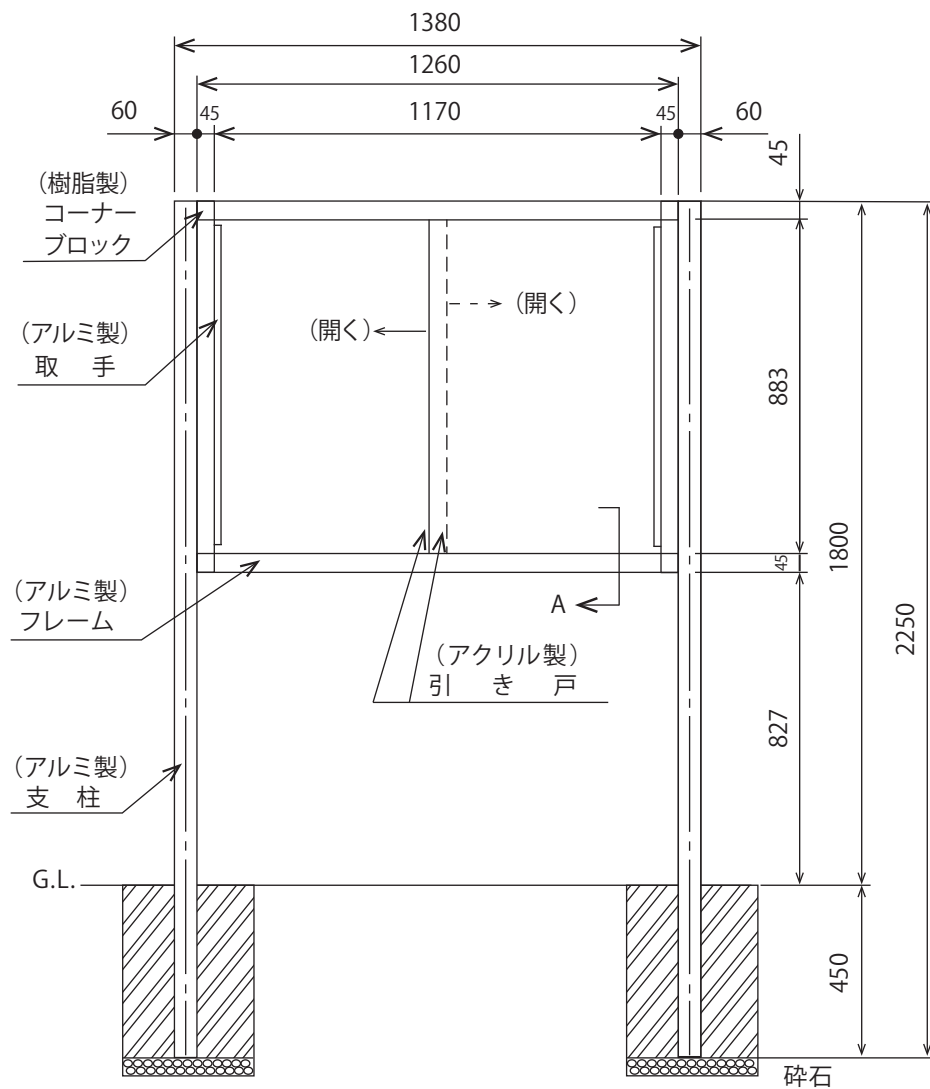 1380
1260
60
45
1170
45
60
45
（樹脂製）
コーナー
ブロック
（開く）
（開く）
（アルミ製）
取　手
883
1800
2250
（アルミ製）
フレーム
45
A
（アクリル製）
引　き　戸
827
（アルミ製）
支　柱
G.L.
450
砕石